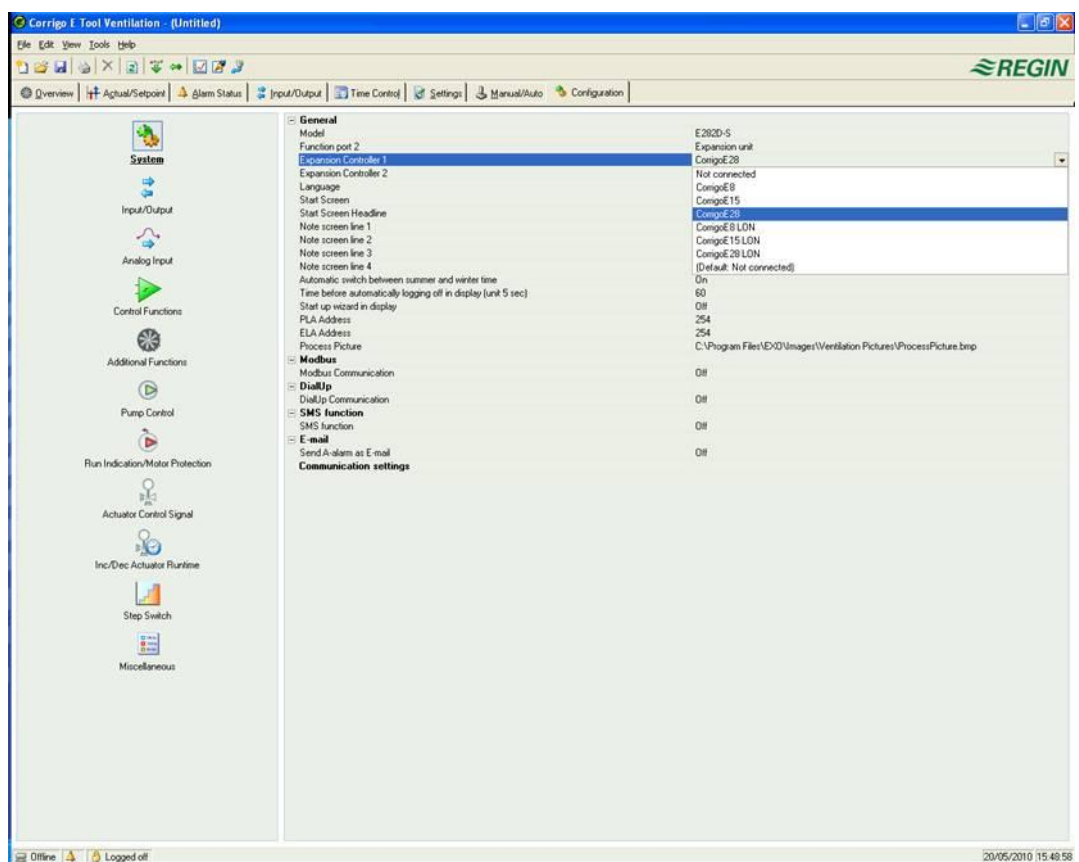 Corrigo E Tool Ventilation - (Untitled)
File Edit View Tools Help
REGIN
Overview Actual/Setpoint Alarm Status Input/Output Time Control Settings Manual/Auto Configuration
System
Input/Output
Analog Input
Control Functions
Additional Functions
Pump Control
Run Indication/Motor Protection
Actuator Control Signal
Inc/Dec Actuator Runtime
Step Switch
Miscellaneous
General
Model E282D-S
Function port 2 Expansion unit
Expansion Controller 1 CorrigoE28
Expansion Controller 2 Not connected
Language CorrigoE8
Start Screen CorrigoE15
Start Screen Headline CorrigoE28
Note screen line 1 CorrigoE8 LON
Note screen line 2 CorrigoE15 LON
Note screen line 3 CorrigoE28 LON
Note screen line 4 (Default: Not connected)
Automatic switch between summer and winter time On
Time before automatically logging off in display (unit 5 sec) 60
Start up wizard in display Off
PLA Address 254
ELA Address 254
Process Picture C:\Program Files\EXO\Images\Ventilation Pictures\ProcessPicture.bmp
Modbus
Modbus Communication Off
DialUp
DialUp Communication Off
SMS function
SMS function Off
E-mail
Send A-alarm as E-mail Off
Communication settings
Offline Logged off 20/05/2010 15:48:58